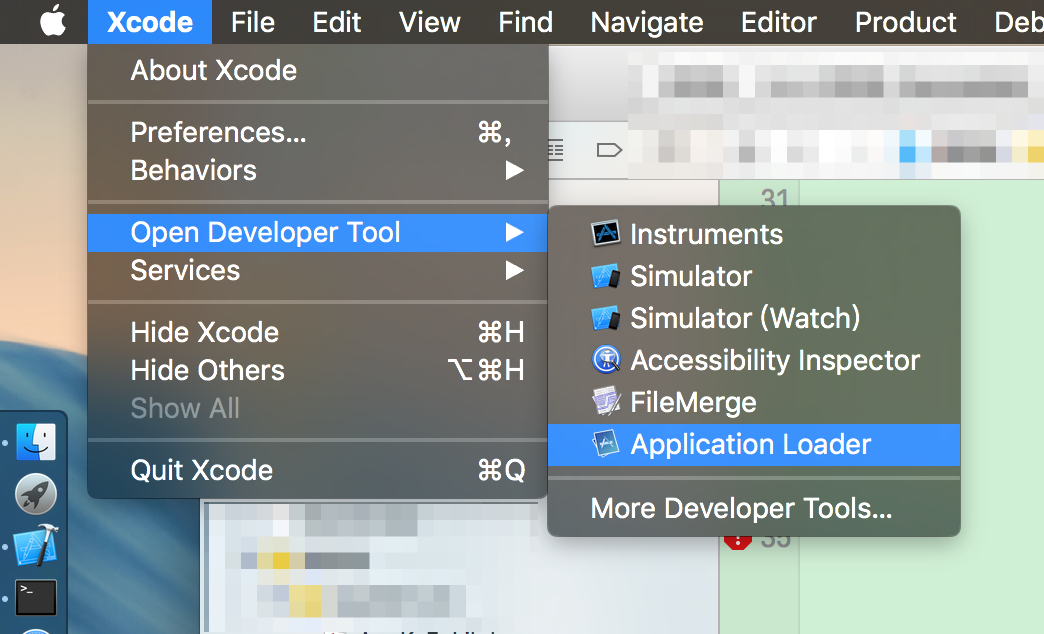 Xcode File Edit View Find Navigate Editor Product Deb
About Xcode
Preferences... ⌘,
Behaviors ▶
Open Developer Tool ▶
Services ▶
Hide Xcode ⌘H
Hide Others ⌥⌘H
Show All
Quit Xcode ⌘Q
31
Instruments
Simulator
Simulator (Watch)
Accessibility Inspector
FileMerge
Application Loader
More Developer Tools...
35